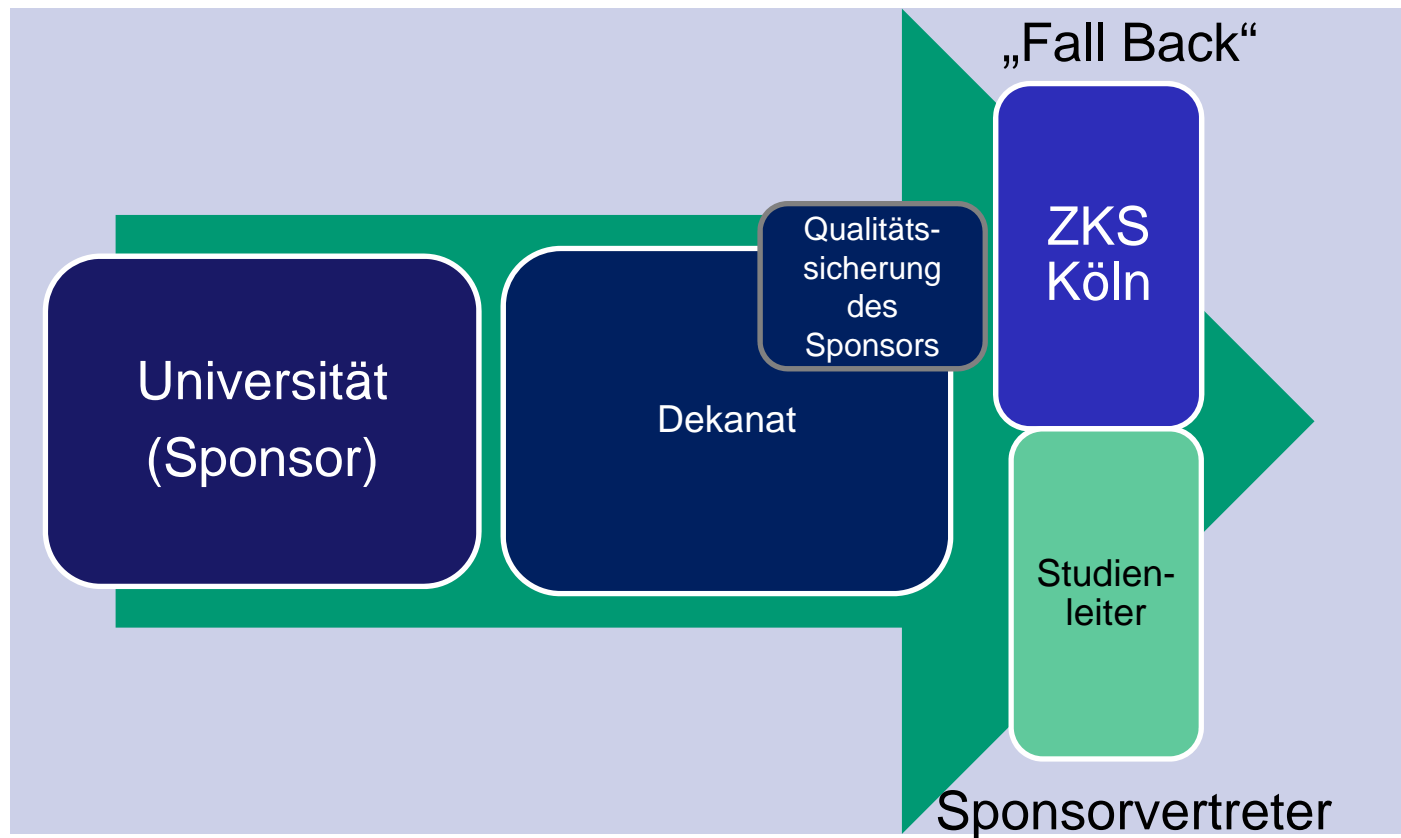 „Fall Back“
Universität
(Sponsor)
Dekanat
Qualitäts-
sicherung
des
Sponsors
ZKS
Köln
Studien-
leiter
Sponsorvertreter